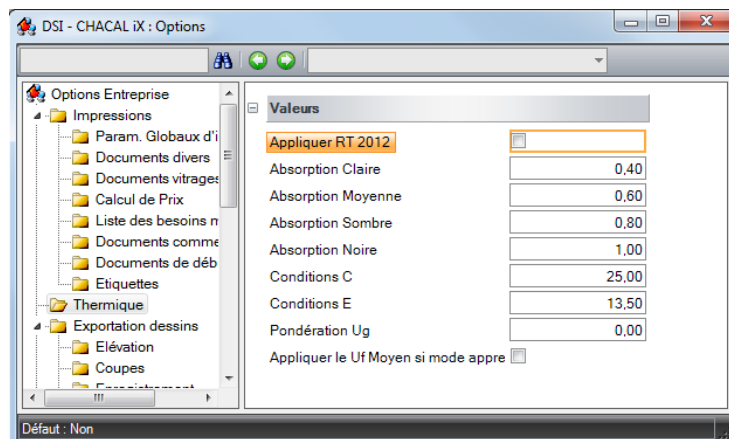 DSI - CHACAL iX : Options
Options Entreprise
Impressions
Param. Globaux d'i
Documents divers
Documents vitrages
Calcul de Prix
Liste des besoins m
Documents comme
Documents de déb
Etiquettes
Thermique
Exportation dessins
Elévation
Coupes
Valeurs
Appliquer RT 2012
Absorption Claire 0,40
Absorption Moyenne 0,60
Absorption Sombre 0,80
Absorption Noire 1,00
Conditions C 25,00
Conditions E 13,50
Pondération Ug 0,00
Appliquer le Uf Moyen si mode appre
Défaut : Non